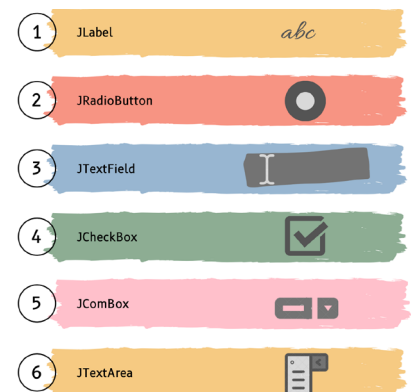 1 JLabel abc
2 JRadioButton
3 JTextField
4 JCheckBox
5 JComBox
6 JTextArea